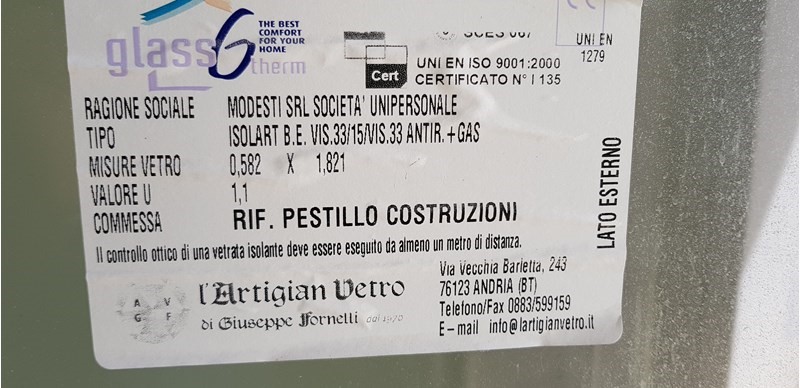 THE BEST
COMFORT
FOR YOUR
HOME
glass6
therm
UNI EN
1279
Cert
UNI EN ISO 9001:2000
CERTIFICATO N° I 135
RAGIONE SOCIALE MODESTI SRL SOCIETA' UNIPERSONALE
TIPO ISOLART B.E. VIS.33/15/VIS.33 ANTIR.+GAS
MISURE VETRO 0,582 X 1,821
VALORE U 1,1
COMMESSA RIF. PESTILLO COSTRUZIONI
LATO ESTERNO
Il controllo ottico di una vetrata isolante deve essere eseguito da almeno un metro di distanza.
A V
G F
l'Artigian Vetro
di Giuseppe Fornelli dal 1970
Via Vecchia Barletta, 243
76123 ANDRIA (BT)
Telefono/Fax 0883/599159
E-mail info@lartigianvetro.it